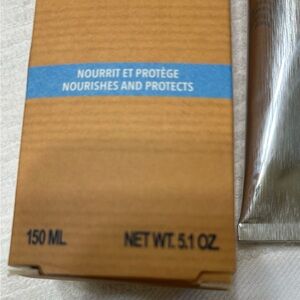 NOURRIT ET PROTÈGE
NOURISHES AND PROTECTS
150 ML NET WT. 5.1 OZ.